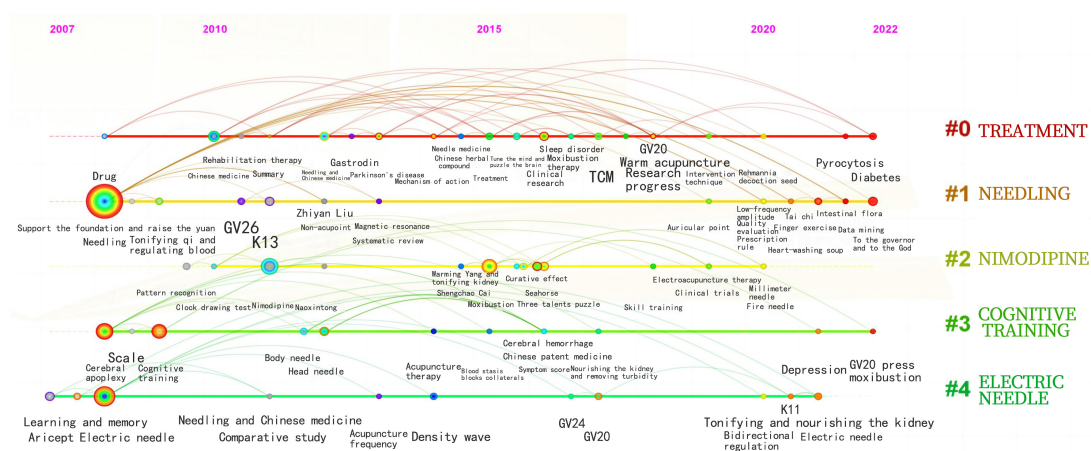 2007 2010 2015 2020 2022
#0 TREATMENT
Needle medicine
Chinese herbal
compound
Tune the mind and
puzzle the brain
Sleep disorder
Moxibustion
therapy
GV20
Rehabilitation therapy
Gastrodin
Warm acupuncture
Pyrocytosis
Drug
Chinese medicine
Summary
Needling and
Chinese medicine
Parkinson's disease
Mechanism of action
Treatment
Clinical
research
TCM
Research
progress
Intervention
technique
Rehmannia
decoction seed
Diabetes
#1 NEEDLING
Zhiyan Liu
Low-frequency
amplitude
Tai chi
Intestinal flora
Support the foundation and raise the yuan
GV26
Non-acupoint
Magnetic resonance
Auricular point
Quality
evaluation
Finger exercise
Data mining
Needling
Tonifying qi and
regulating blood
K13
Systematic review
Prescription
rule
Heart-washing soup
To the governor
and to the God
#2 NIMODIPINE
Warming Yang and
tonifying kidney
Curative effect
Electroacupuncture therapy
Pattern recognition
Shengchao Cai
Seahorse
Clinical trials
Millimeter
needle
Clock drawing test
Nimodipine
Naoxintong
Moxibustion
Three talents puzzle
Skill training
Fire needle
#3 COGNITIVE
TRAINING
Cerebral hemorrhage
Scale
Body needle
Chinese patent medicine
Cerebral
apoplexy
Cognitive
training
Head needle
Acupuncture
therapy
Blood stasis
blocks collaterals
Symptom score
Nourishing the kidney
and removing turbidity
Depression
GV20 press
moxibustion
#4 ELECTRIC
NEEDLE
K11
Learning and memory
Needling and Chinese medicine
GV24
Tonifying and nourishing the kidney
Aricept
Electric needle
Comparative study
Acupuncture
frequency
Density wave
GV20
Bidirectional
regulation
Electric needle